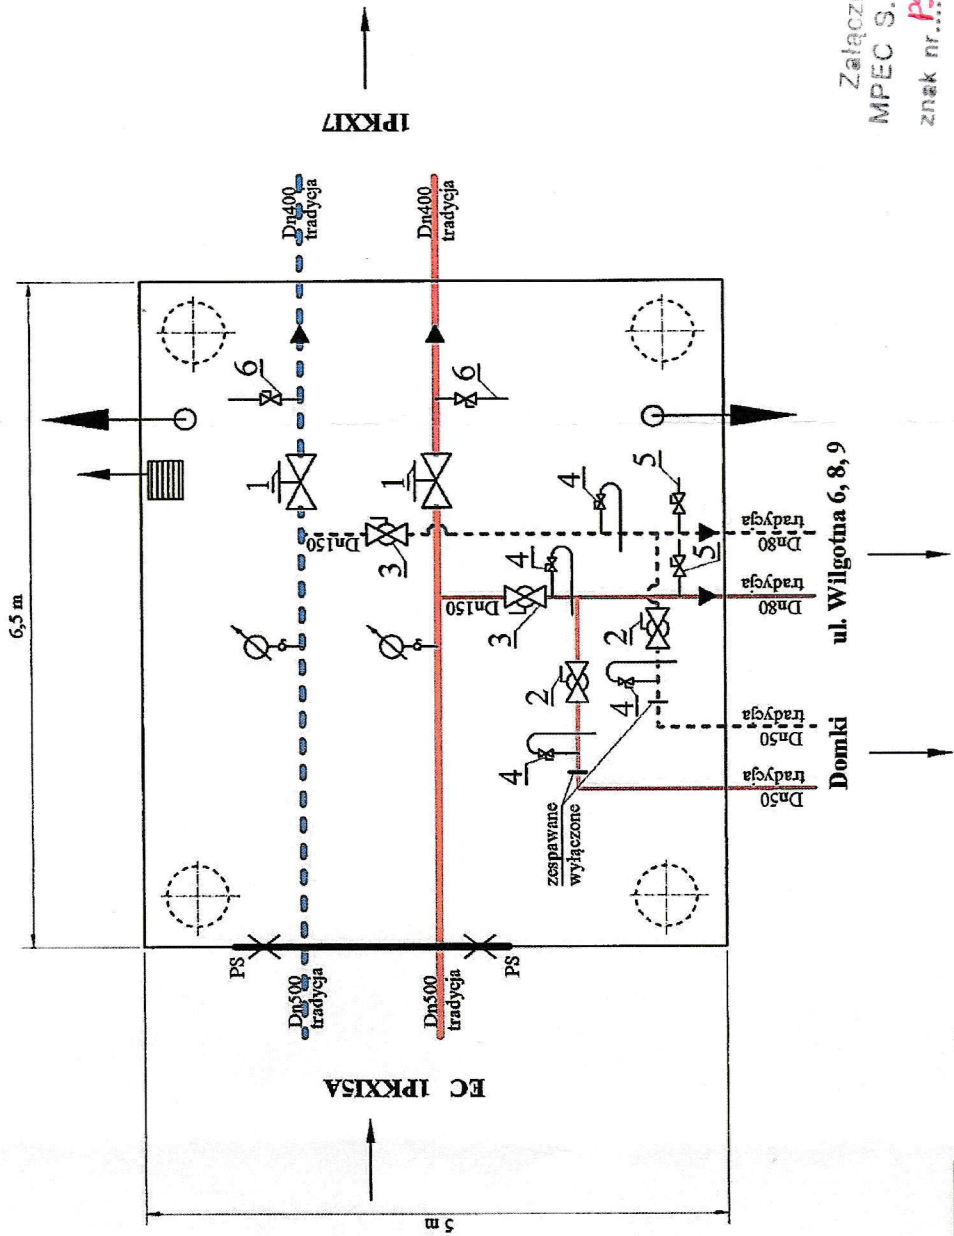 6,5 m
5 m
1PKXI7
EC 1PKXI5A
Dn400
tradycja
Dn400
tradycja
Dn500
tradycja
Dn500
tradycja
PS
PS
6
6
1
1
Dn150
3
Dn150
3
4
4
5
5
2
2
4
4
zespawane
wyłączone
Dn80
tradycja
Dn80
tradycja
Dn50
tradycja
Dn50
tradycja
ul. Wilgotna 6, 8, 9
Domki
MPEC S.
znak nr....